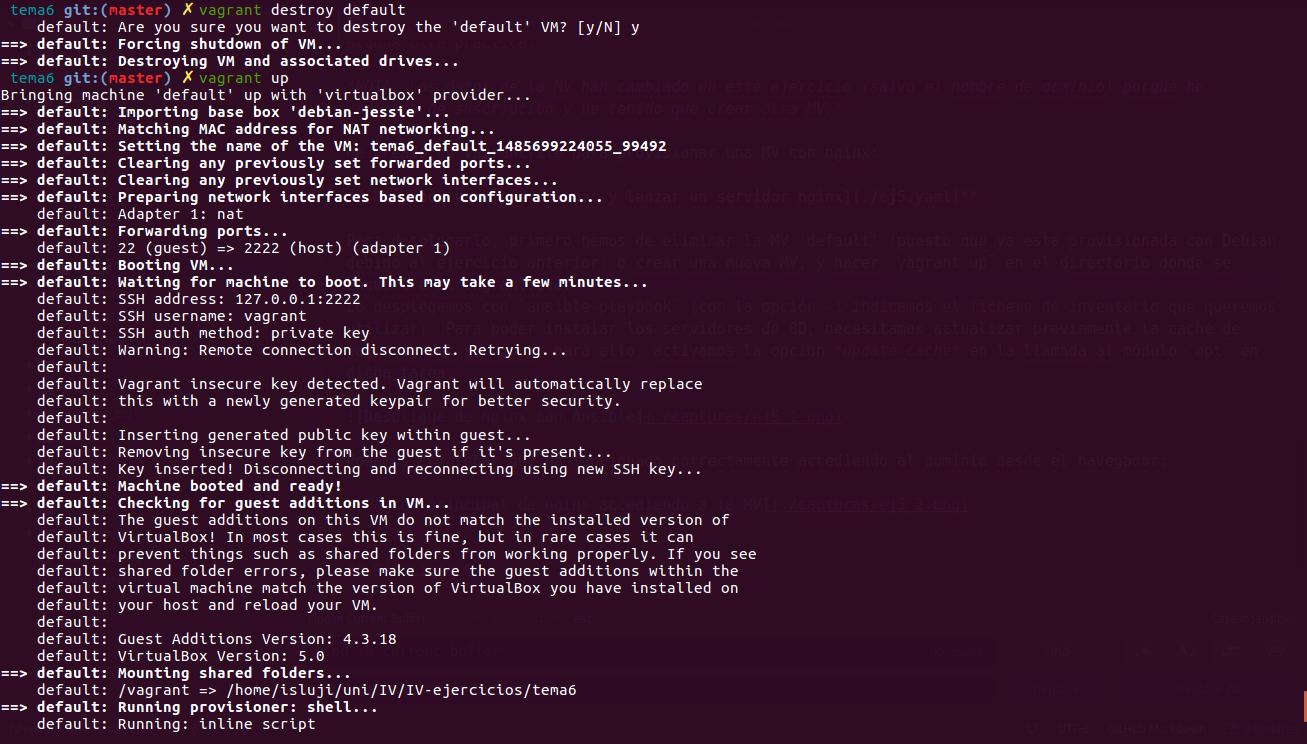 tema6 git:(master) ✗ vagrant destroy default
default: Are you sure you want to destroy the 'default' VM? [y/N] y
==> default: Forcing shutdown of VM...
==> default: Destroying VM and associated drives...
tema6 git:(master) ✗ vagrant up
Bringing machine 'default' up with 'virtualbox' provider...
==> default: Importing base box 'debian-jessie'...
==> default: Matching MAC address for NAT networking...
==> default: Setting the name of the VM: tema6_default_1485699224055_99492
==> default: Clearing any previously set forwarded ports...
==> default: Clearing any previously set network interfaces...
==> default: Preparing network interfaces based on configuration...
default: Adapter 1: nat
==> default: Forwarding ports...
default: 22 (guest) => 2222 (host) (adapter 1)
==> default: Booting VM...
==> default: Waiting for machine to boot. This may take a few minutes...
default: SSH address: 127.0.0.1:2222
default: SSH username: vagrant
default: SSH auth method: private key
default: Warning: Remote connection disconnect. Retrying...
default:
default: Vagrant insecure key detected. Vagrant will automatically replace
default: this with a newly generated keypair for better security.
default:
default: Inserting generated public key within guest...
default: Removing insecure key from the guest if it's present...
default: Key inserted! Disconnecting and reconnecting using new SSH key...
==> default: Machine booted and ready!
==> default: Checking for guest additions in VM...
default: The guest additions on this VM do not match the installed version of
default: VirtualBox! In most cases this is fine, but in rare cases it can
default: prevent things such as shared folders from working properly. If you see
default: shared folder errors, please make sure the guest additions within the
default: virtual machine match the version of VirtualBox you have installed on
default: your host and reload your VM.
default:
default: Guest Additions Version: 4.3.18
default: VirtualBox Version: 5.0
==> default: Mounting shared folders...
default: /vagrant => /home/isluji/uni/IV/IV-ejercicios/tema6
==> default: Running provisioner: shell...
default: Running: inline script